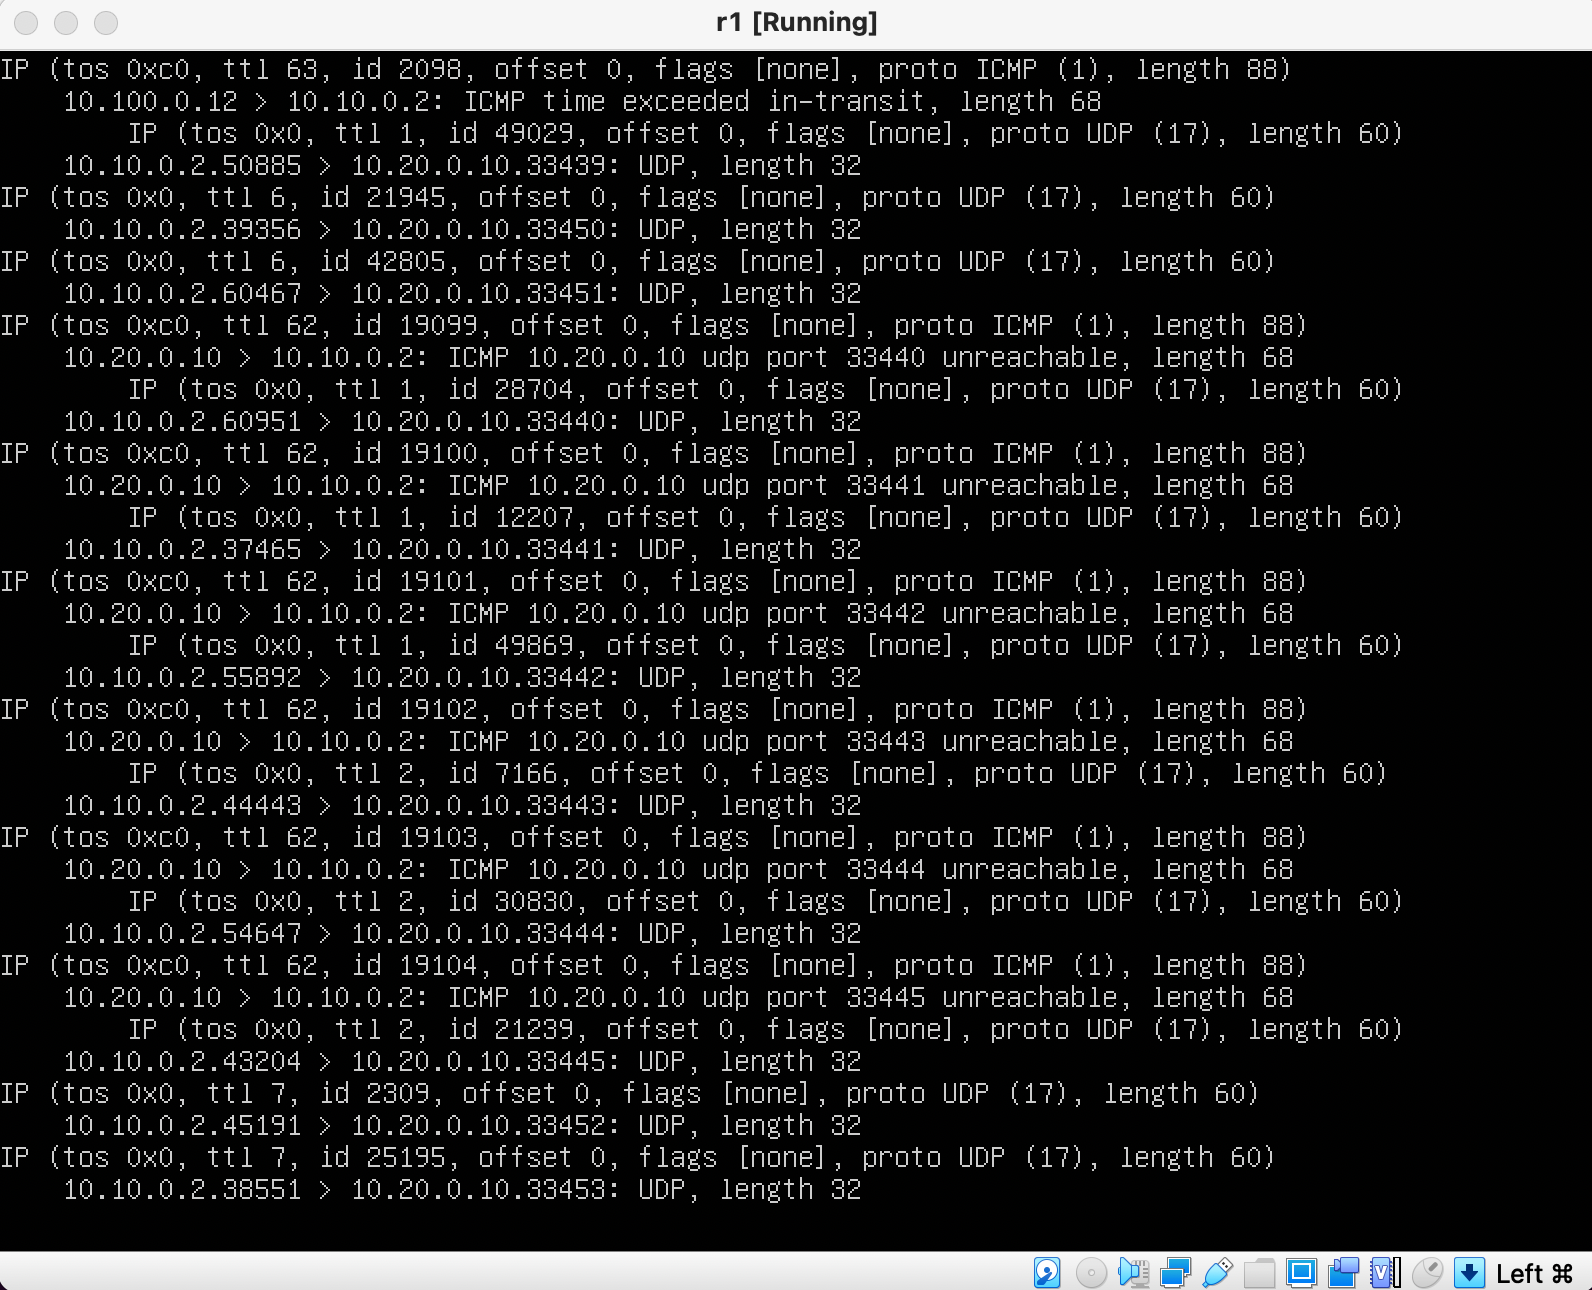 r1 [Running]
IP (tos 0xc0, ttl 63, id 2098, offset 0, flags [none], proto ICMP (1), length 88)
    10.100.0.12 > 10.10.0.2: ICMP time exceeded in-transit, length 68
        IP (tos 0x0, ttl 1, id 49029, offset 0, flags [none], proto UDP (17), length 60)
    10.10.0.2.50885 > 10.20.0.10.33439: UDP, length 32
IP (tos 0x0, ttl 6, id 21945, offset 0, flags [none], proto UDP (17), length 60)
    10.10.0.2.39356 > 10.20.0.10.33450: UDP, length 32
IP (tos 0x0, ttl 6, id 42805, offset 0, flags [none], proto UDP (17), length 60)
    10.10.0.2.60467 > 10.20.0.10.33451: UDP, length 32
IP (tos 0xc0, ttl 62, id 19099, offset 0, flags [none], proto ICMP (1), length 88)
    10.20.0.10 > 10.10.0.2: ICMP 10.20.0.10 udp port 33440 unreachable, length 68
        IP (tos 0x0, ttl 1, id 28704, offset 0, flags [none], proto UDP (17), length 60)
    10.10.0.2.60951 > 10.20.0.10.33440: UDP, length 32
IP (tos 0xc0, ttl 62, id 19100, offset 0, flags [none], proto ICMP (1), length 88)
    10.20.0.10 > 10.10.0.2: ICMP 10.20.0.10 udp port 33441 unreachable, length 68
        IP (tos 0x0, ttl 1, id 12207, offset 0, flags [none], proto UDP (17), length 60)
    10.10.0.2.37465 > 10.20.0.10.33441: UDP, length 32
IP (tos 0xc0, ttl 62, id 19101, offset 0, flags [none], proto ICMP (1), length 88)
    10.20.0.10 > 10.10.0.2: ICMP 10.20.0.10 udp port 33442 unreachable, length 68
        IP (tos 0x0, ttl 1, id 49869, offset 0, flags [none], proto UDP (17), length 60)
    10.10.0.2.55892 > 10.20.0.10.33442: UDP, length 32
IP (tos 0xc0, ttl 62, id 19102, offset 0, flags [none], proto ICMP (1), length 88)
    10.20.0.10 > 10.10.0.2: ICMP 10.20.0.10 udp port 33443 unreachable, length 68
        IP (tos 0x0, ttl 2, id 7166, offset 0, flags [none], proto UDP (17), length 60)
    10.10.0.2.44443 > 10.20.0.10.33443: UDP, length 32
IP (tos 0xc0, ttl 62, id 19103, offset 0, flags [none], proto ICMP (1), length 88)
    10.20.0.10 > 10.10.0.2: ICMP 10.20.0.10 udp port 33444 unreachable, length 68
        IP (tos 0x0, ttl 2, id 30830, offset 0, flags [none], proto UDP (17), length 60)
    10.10.0.2.54647 > 10.20.0.10.33444: UDP, length 32
IP (tos 0xc0, ttl 62, id 19104, offset 0, flags [none], proto ICMP (1), length 88)
    10.20.0.10 > 10.10.0.2: ICMP 10.20.0.10 udp port 33445 unreachable, length 68
        IP (tos 0x0, ttl 2, id 21239, offset 0, flags [none], proto UDP (17), length 60)
    10.10.0.2.43204 > 10.20.0.10.33445: UDP, length 32
IP (tos 0x0, ttl 7, id 2309, offset 0, flags [none], proto UDP (17), length 60)
    10.10.0.2.45191 > 10.20.0.10.33452: UDP, length 32
IP (tos 0x0, ttl 7, id 25195, offset 0, flags [none], proto UDP (17), length 60)
    10.10.0.2.38551 > 10.20.0.10.33453: UDP, length 32
Left ⌘